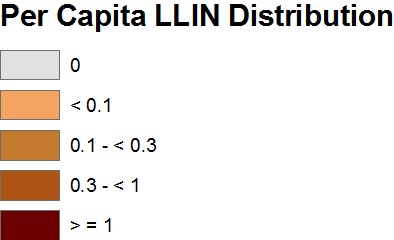 Per Capita LLIN Distribution
0
< 0.1
0.1 - < 0.3
0.3 - < 1
> = 1